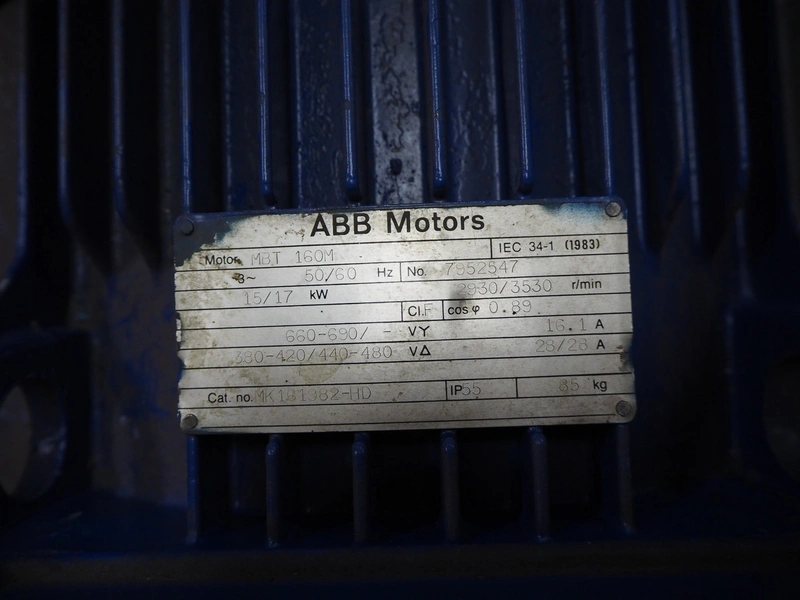 ABB Motors
Motor MBT 160M IEC 34-1 (1983)
3~ 50/60 Hz No. 7952547
15/17 kW 2930/3530 r/min
Cl.F cos φ 0.89
660-690/ - VY 16.1 A
380-420/440-480 VΔ 28/28 A
Cat. no. MK131382-HD IP55 85 kg